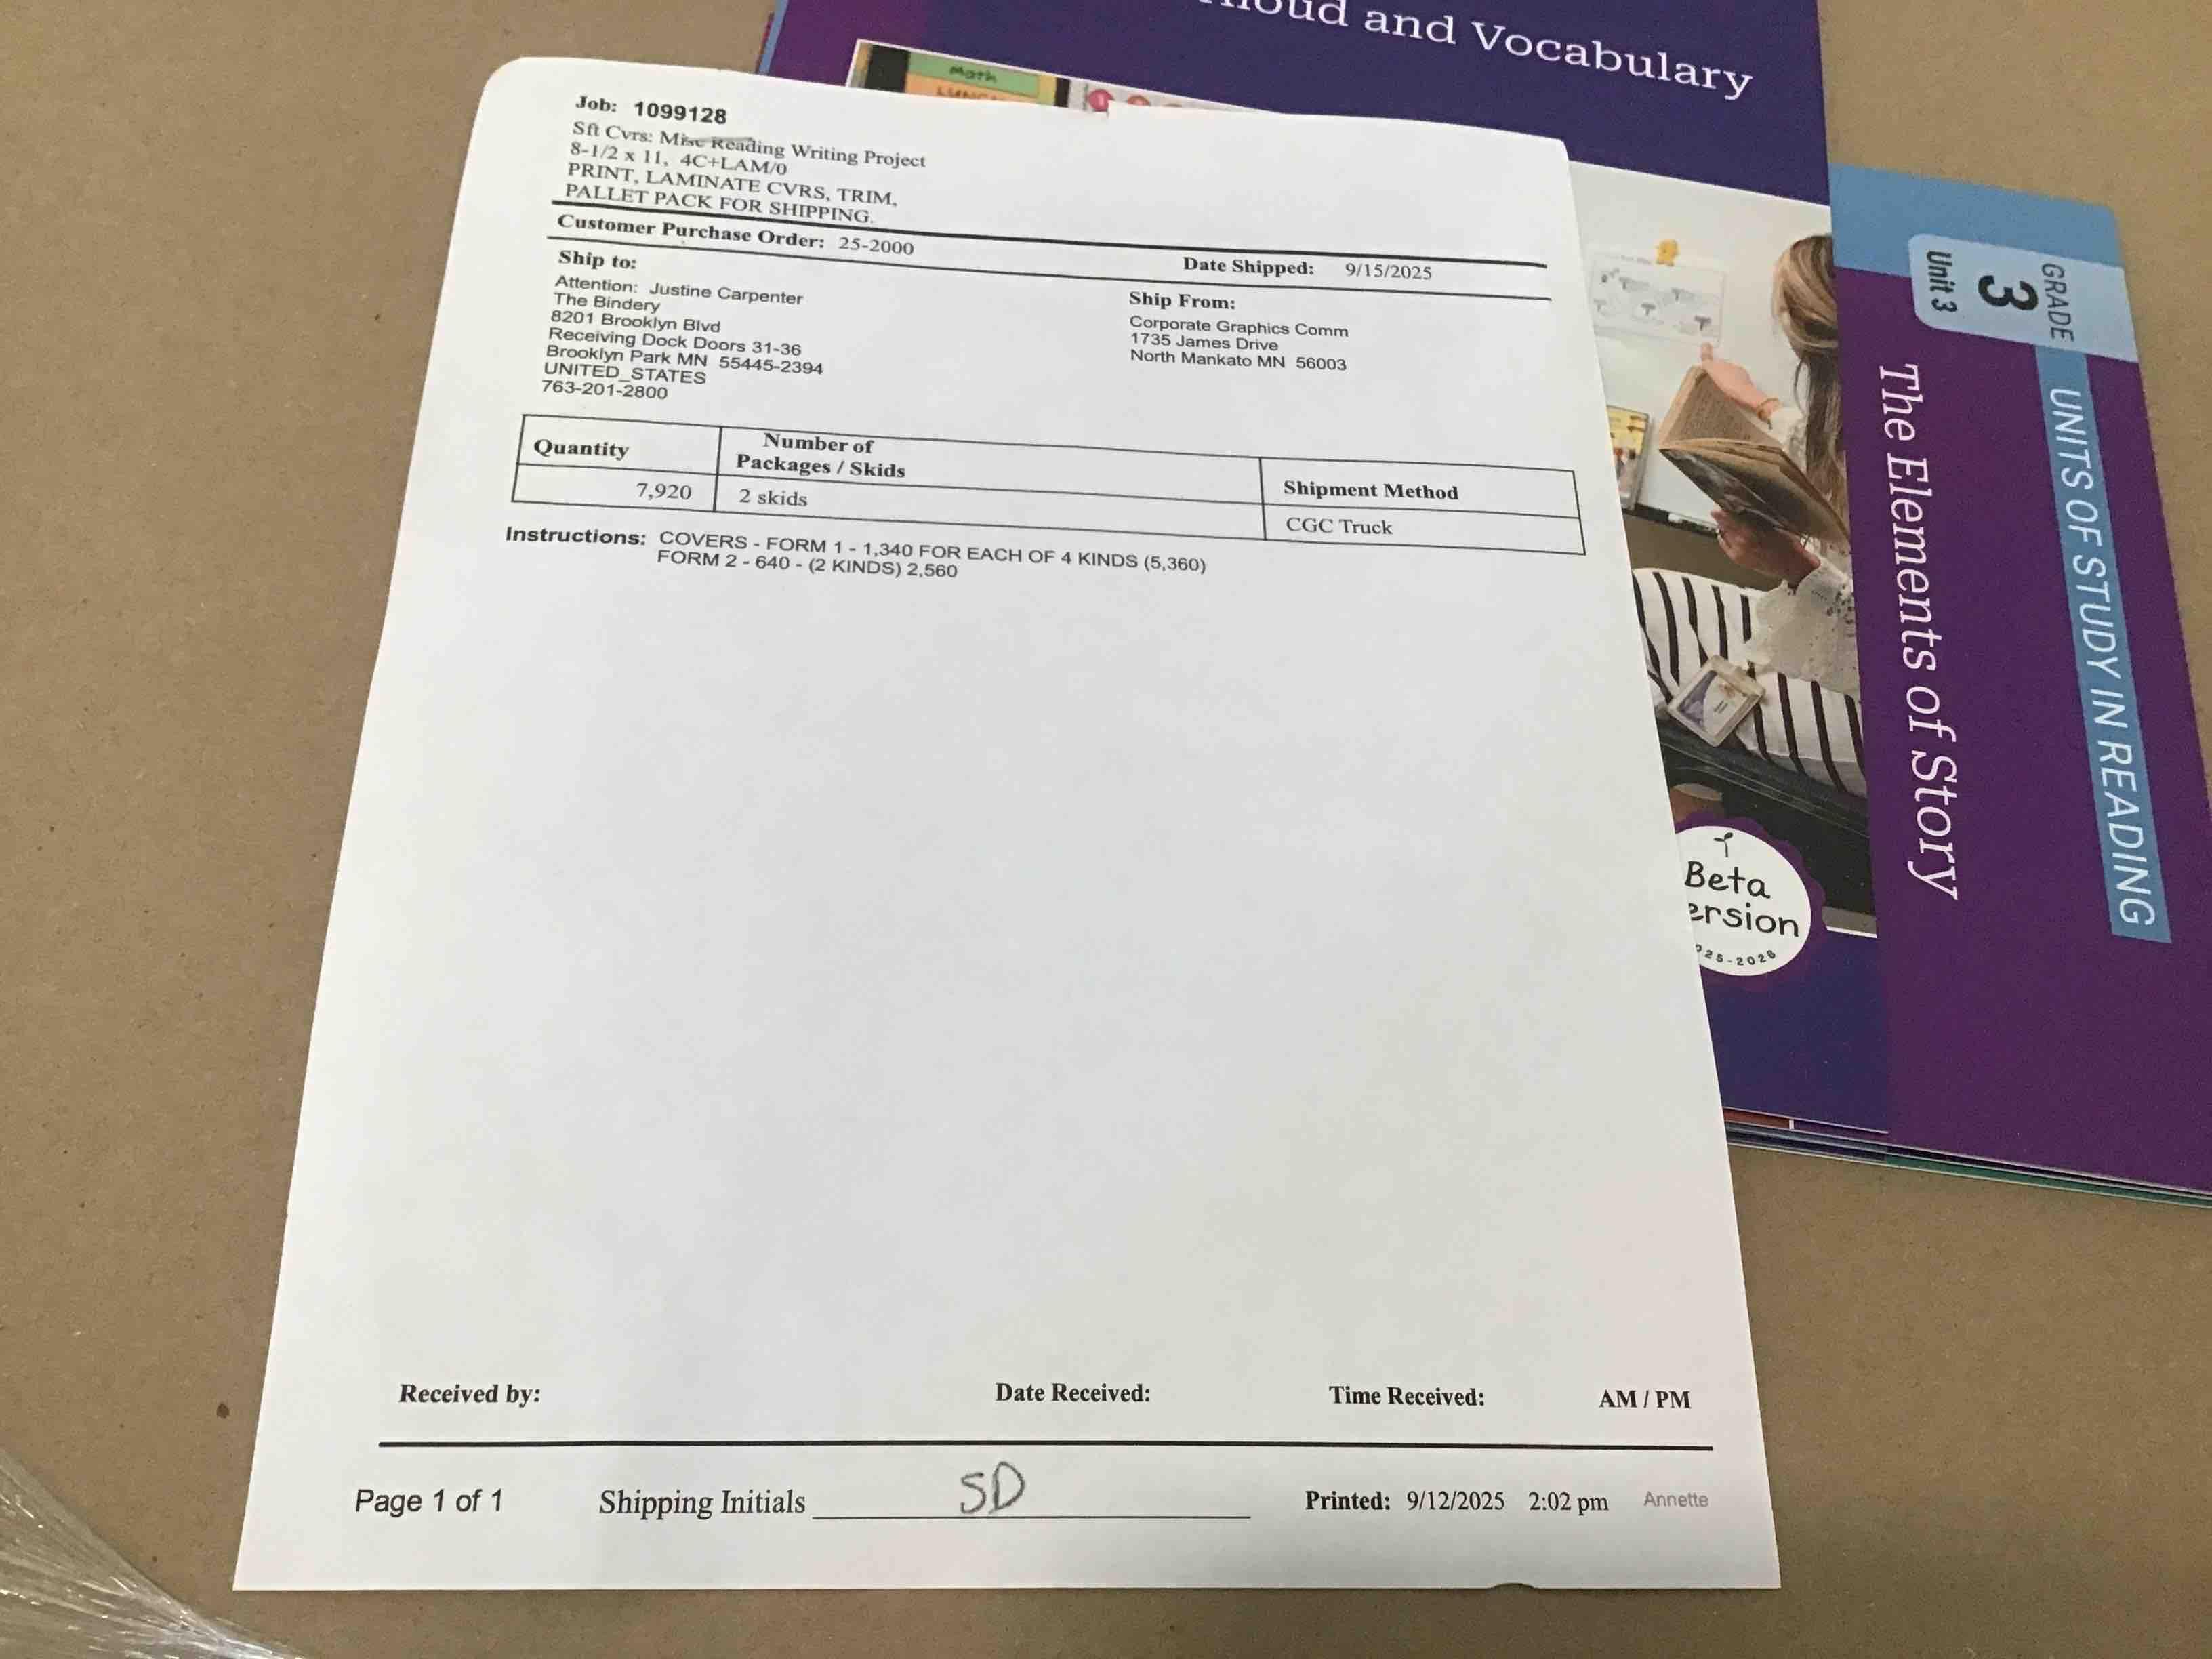 and Vocabulary
Math
Job: 1099128
Sft Cvrs: Misc Reading Writing Project
8-1/2 x 11, 4C+LAM/0
PRINT, LAMINATE CVRS, TRIM,
PALLET PACK FOR SHIPPING.
Customer Purchase Order: 25-2000
Date Shipped: 9/15/2025
Ship to:
Attention: Justine Carpenter
The Bindery
8201 Brooklyn Blvd
Receiving Dock Doors 31-36
Brooklyn Park MN 55445-2394
UNITED_STATES
763-201-2800
Ship From:
Corporate Graphics Comm
1735 James Drive
North Mankato MN 56003
Quantity
Number of
Packages / Skids
Shipment Method
7,920
2 skids
CGC Truck
Instructions: COVERS - FORM 1 - 1,340 FOR EACH OF 4 KINDS (5,360)
FORM 2 - 640 - (2 KINDS) 2,560
Received by: Date Received: Time Received: AM / PM
Page 1 of 1 Shipping Initials SD Printed: 9/12/2025 2:02 pm Annette
GRADE
3
Unit 3
UNITS OF STUDY IN READING
The Elements of Story
Beta
ersion
25-2026